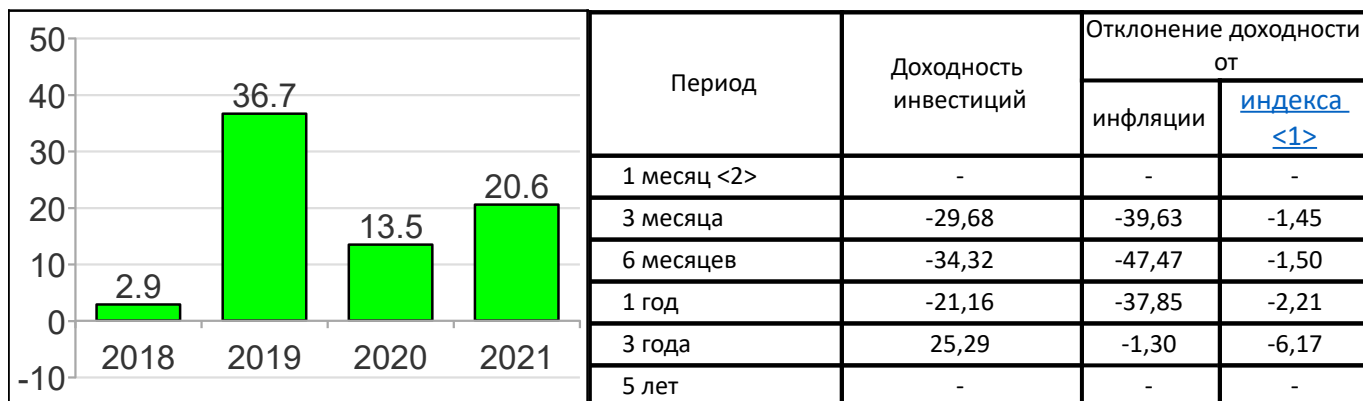 50
40
30
20
10
0
-10
2.9
36.7
13.5
20.6
2018 2019 2020 2021
Период
Доходность
инвестиций
Отклонение доходности
от
инфляции
индекса
<1>
1 месяц <2> - - -
3 месяца -29,68 -39,63 -1,45
6 месяцев -34,32 -47,47 -1,50
1 год -21,16 -37,85 -2,21
3 года 25,29 -1,30 -6,17
5 лет - - -